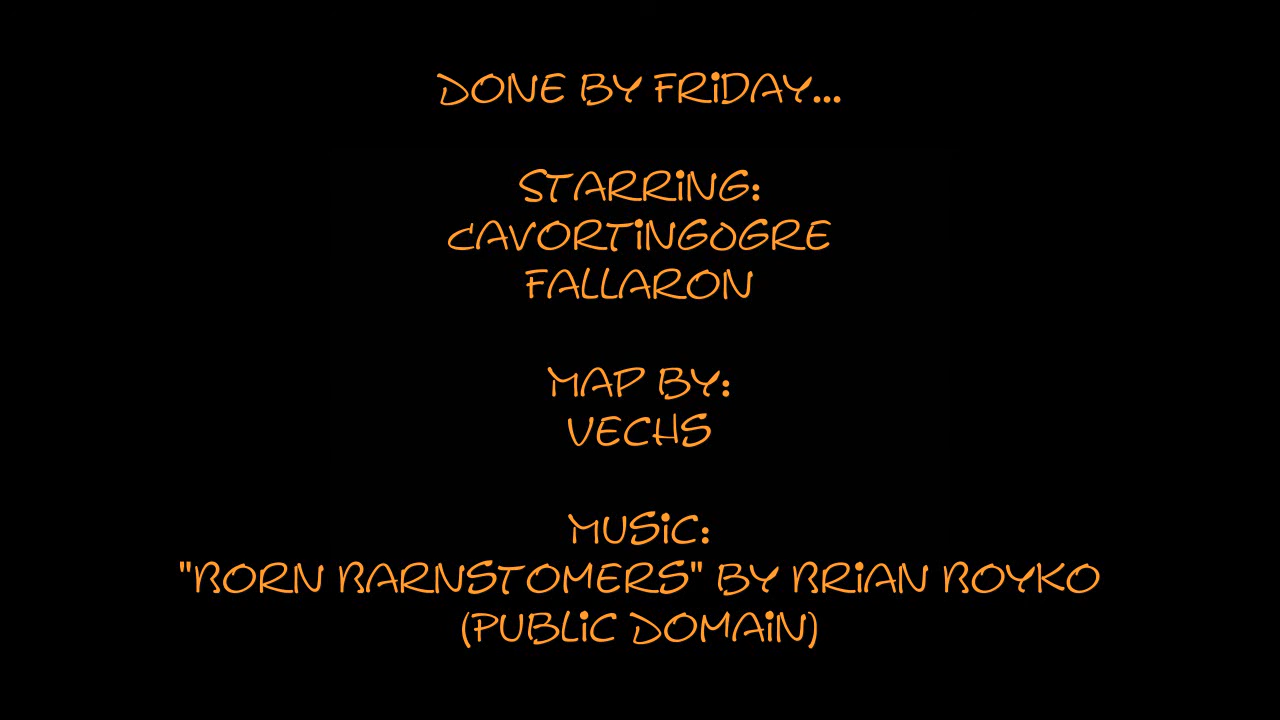 DONE BY FRiDAY...
STARRiNG:
CAVORTiNGOGRE
FALLARON
MAP BY:
VECHS
MUSiC:
"BORN BARNSTOMERS" BY BRiAN BOYKO
(PUBLiC DOMAiN)